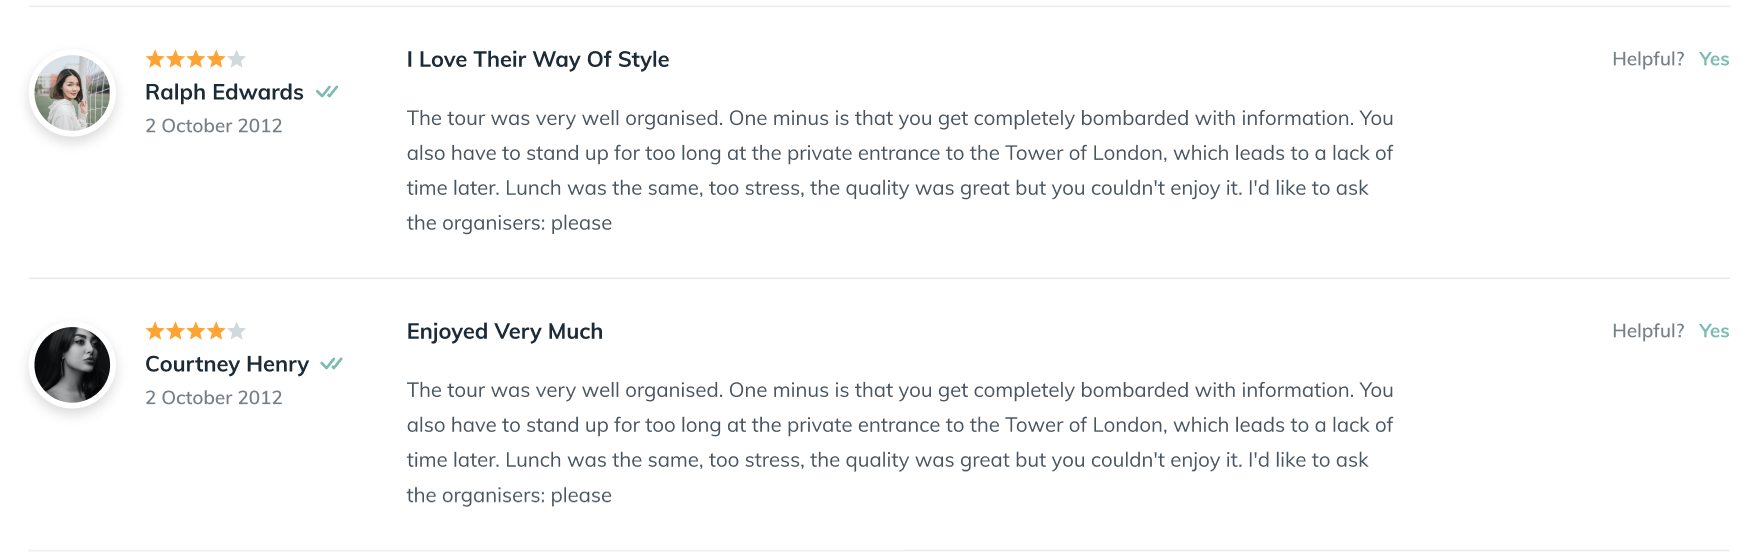 I Love Their Way Of Style
Helpful? Yes
Ralph Edwards
2 October 2012
The tour was very well organised. One minus is that you get completely bombarded with information. You
also have to stand up for too long at the private entrance to the Tower of London, which leads to a lack of
time later. Lunch was the same, too stress, the quality was great but you couldn't enjoy it. I'd like to ask
the organisers: please
Enjoyed Very Much
Helpful? Yes
Courtney Henry
2 October 2012
The tour was very well organised. One minus is that you get completely bombarded with information. You
also have to stand up for too long at the private entrance to the Tower of London, which leads to a lack of
time later. Lunch was the same, too stress, the quality was great but you couldn't enjoy it. I'd like to ask
the organisers: please